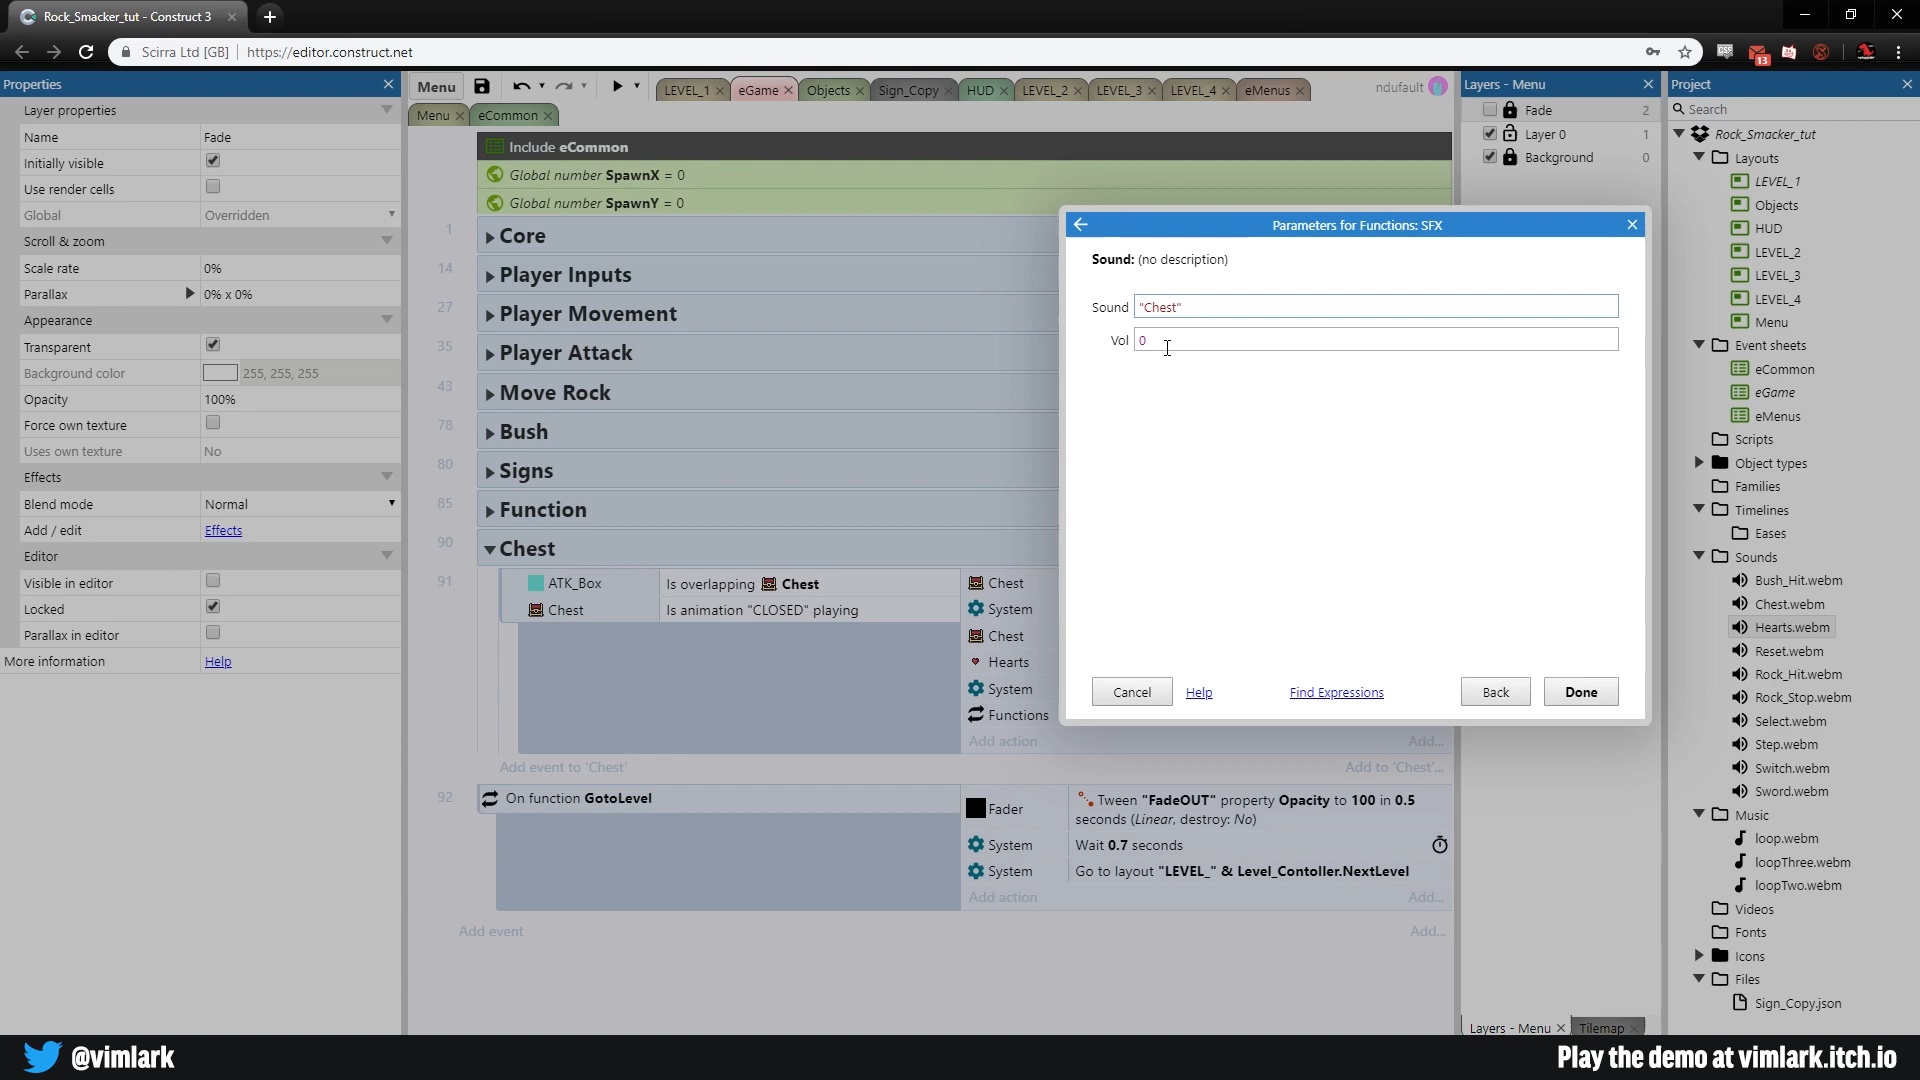 Rock_Smacker_tut - Construct 3
Scirra Ltd [GB] https://editor.construct.net
13
Properties
Layer properties
Name Fade
Initially visible
Use render cells
Global Overridden
Scroll & zoom
Scale rate 0%
Parallax 0% x 0%
Appearance
Transparent
Background color 255, 255, 255
Opacity 100%
Force own texture
Uses own texture No
Effects
Blend mode Normal
Add / edit Effects
Editor
Visible in editor
Locked
Parallax in editor
More information Help
Menu
LEVEL_1 eGame Objects Sign_Copy HUD LEVEL_2 LEVEL_3 LEVEL_4 eMenus
ndufault
Menu eCommon
Include eCommon
Global number SpawnX = 0
Global number SpawnY = 0
1 Core
14 Player Inputs
27 Player Movement
35 Player Attack
43 Move Rock
78 Bush
80 Signs
85 Function
90 Chest
91 ATK_Box Is overlapping Chest Chest
Chest Is animation "CLOSED" playing System
Chest
Hearts
System
Functions
Add action Add...
Add event to 'Chest' Add to 'Chest'...
92 On function GotoLevel
Fader Tween "FadeOUT" property Opacity to 100 in 0.5
seconds (Linear, destroy: No)
System Wait 0.7 seconds
System Go to layout "LEVEL_" & Level_Contoller.NextLevel
Add action Add...
Add event Add...
Parameters for Functions: SFX
Sound: (no description)
Sound "Chest"
Vol 0
Cancel Help Find Expressions Back Done
Layers - Menu
Fade 2
Layer 0 1
Background 0
Layers - Menu Tilemap
Project
Search
Rock_Smacker_tut
Layouts
LEVEL_1
Objects
HUD
LEVEL_2
LEVEL_3
LEVEL_4
Menu
Event sheets
eCommon
eGame
eMenus
Scripts
Object types
Families
Timelines
Eases
Sounds
Bush_Hit.webm
Chest.webm
Hearts.webm
Reset.webm
Rock_Hit.webm
Rock_Stop.webm
Select.webm
Step.webm
Switch.webm
Sword.webm
Music
loop.webm
loopThree.webm
loopTwo.webm
Videos
Fonts
Icons
Files
Sign_Copy.json
@vimlark
Play the demo at vimlark.itch.io